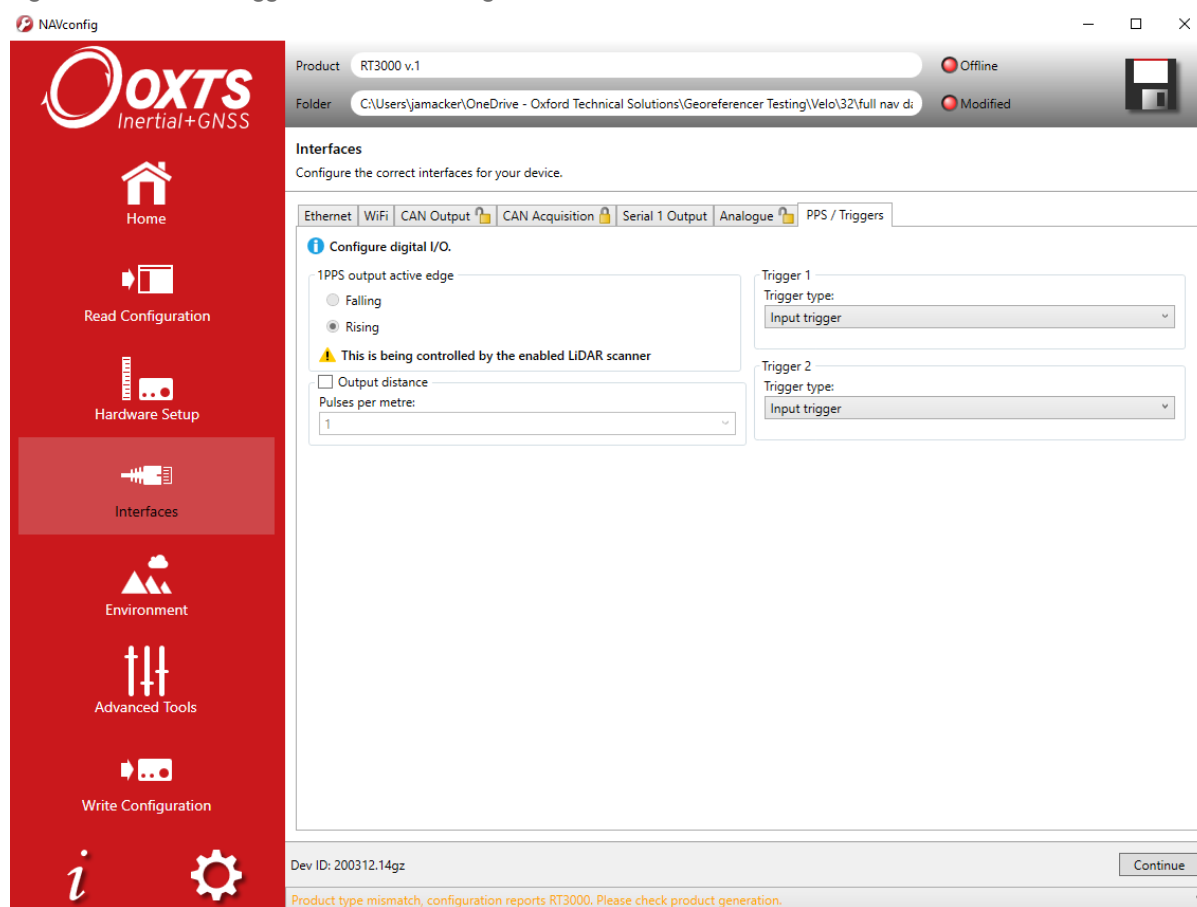 NAVconfig
OXTS
Inertial+GNSS
Product RT3000 v.1 Offline
Folder C:\Users\jamacker\OneDrive - Oxford Technical Solutions\Georeferencer Testing\Velo\32\full nav Modified
Interfaces
Configure the correct interfaces for your device.
Home
Ethernet WiFi CAN Output CAN Acquisition Serial 1 Output Analogue PPS / Triggers
Configure digital I/O.
1PPS output active edge
Falling
Rising
This is being controlled by the enabled LiDAR scanner
Output distance
Pulses per metre:
1
Trigger 1
Trigger type:
Input trigger
Trigger 2
Trigger type:
Input trigger
Read Configuration
Hardware Setup
Interfaces
Environment
Advanced Tools
Write Configuration
i
Dev ID: 200312.14gz Continue
Product type mismatch, configuration reports RT3000. Please check product generation.